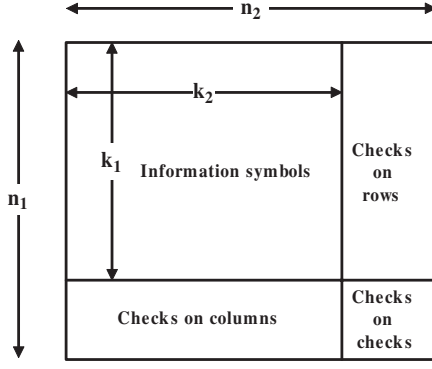 n2
k2
k1
Information symbols
Checks
on
rows
n1
Checks on columns
Checks
on
checks